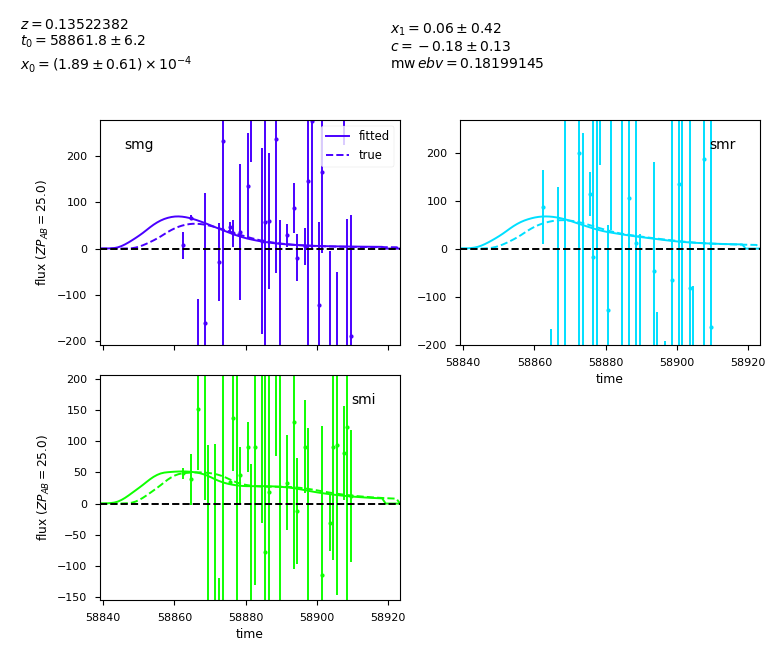 z = 0.13522382
t₀ = 58861.8 ± 6.2
x₀ = (1.89 ± 0.61) × 10⁻⁴
x₁ = 0.06 ± 0.42
c = −0.18 ± 0.13
mw ebv = 0.18199145
smg
fitted
true
200
100
0
−100
−200
flux (ZP_AB = 25.0)
smr
200
100
0
−100
−200
58840 58860 58880 58900 58920
time
smi
200
150
100
50
0
−50
−100
−150
flux (ZP_AB = 25.0)
58840 58860 58880 58900 58920
time